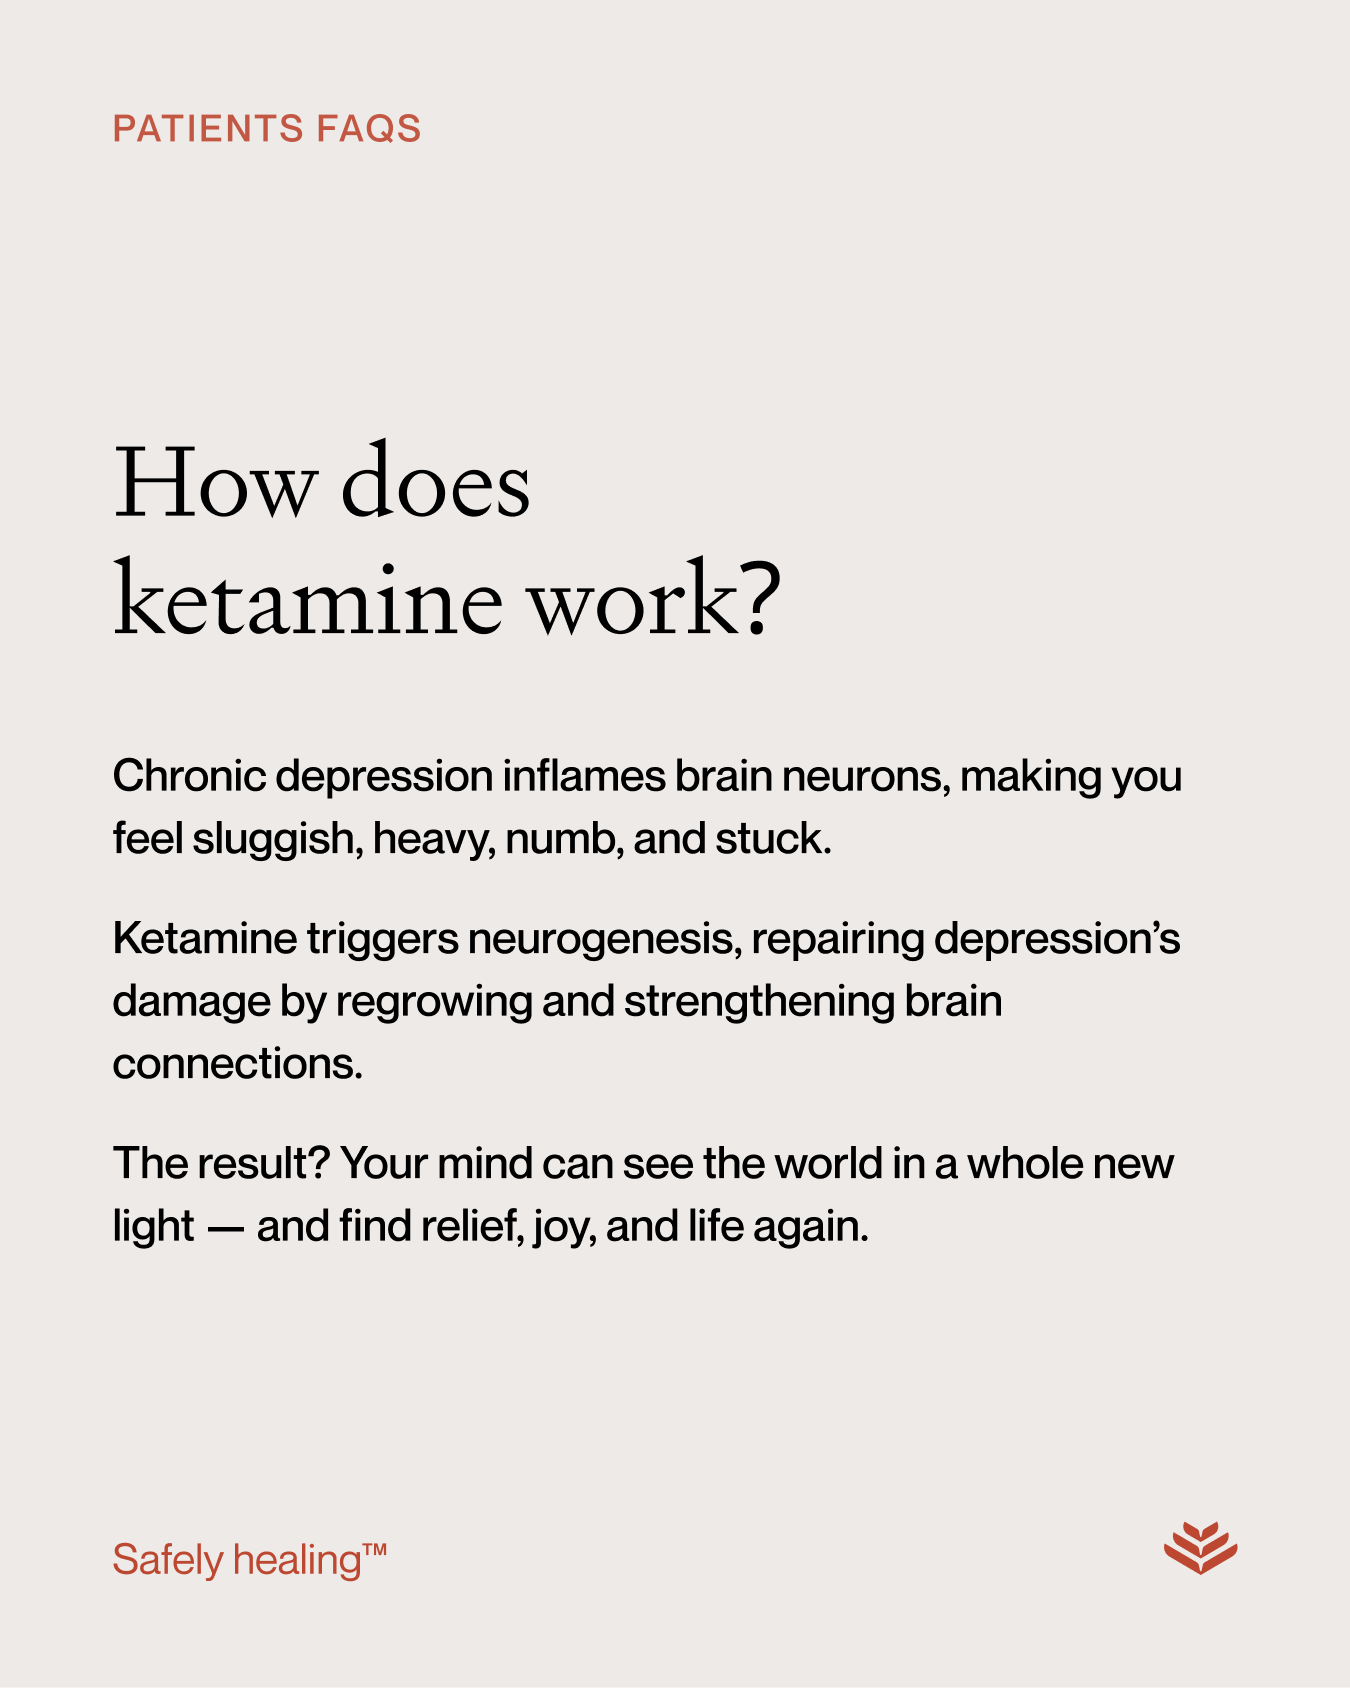 PATIENTS FAQS
How does
ketamine work?
Chronic depression inflames brain neurons, making you
feel sluggish, heavy, numb, and stuck.
Ketamine triggers neurogenesis, repairing depression’s
damage by regrowing and strengthening brain
connections.
The result? Your mind can see the world in a whole new
light — and find relief, joy, and life again.
Safely healing™